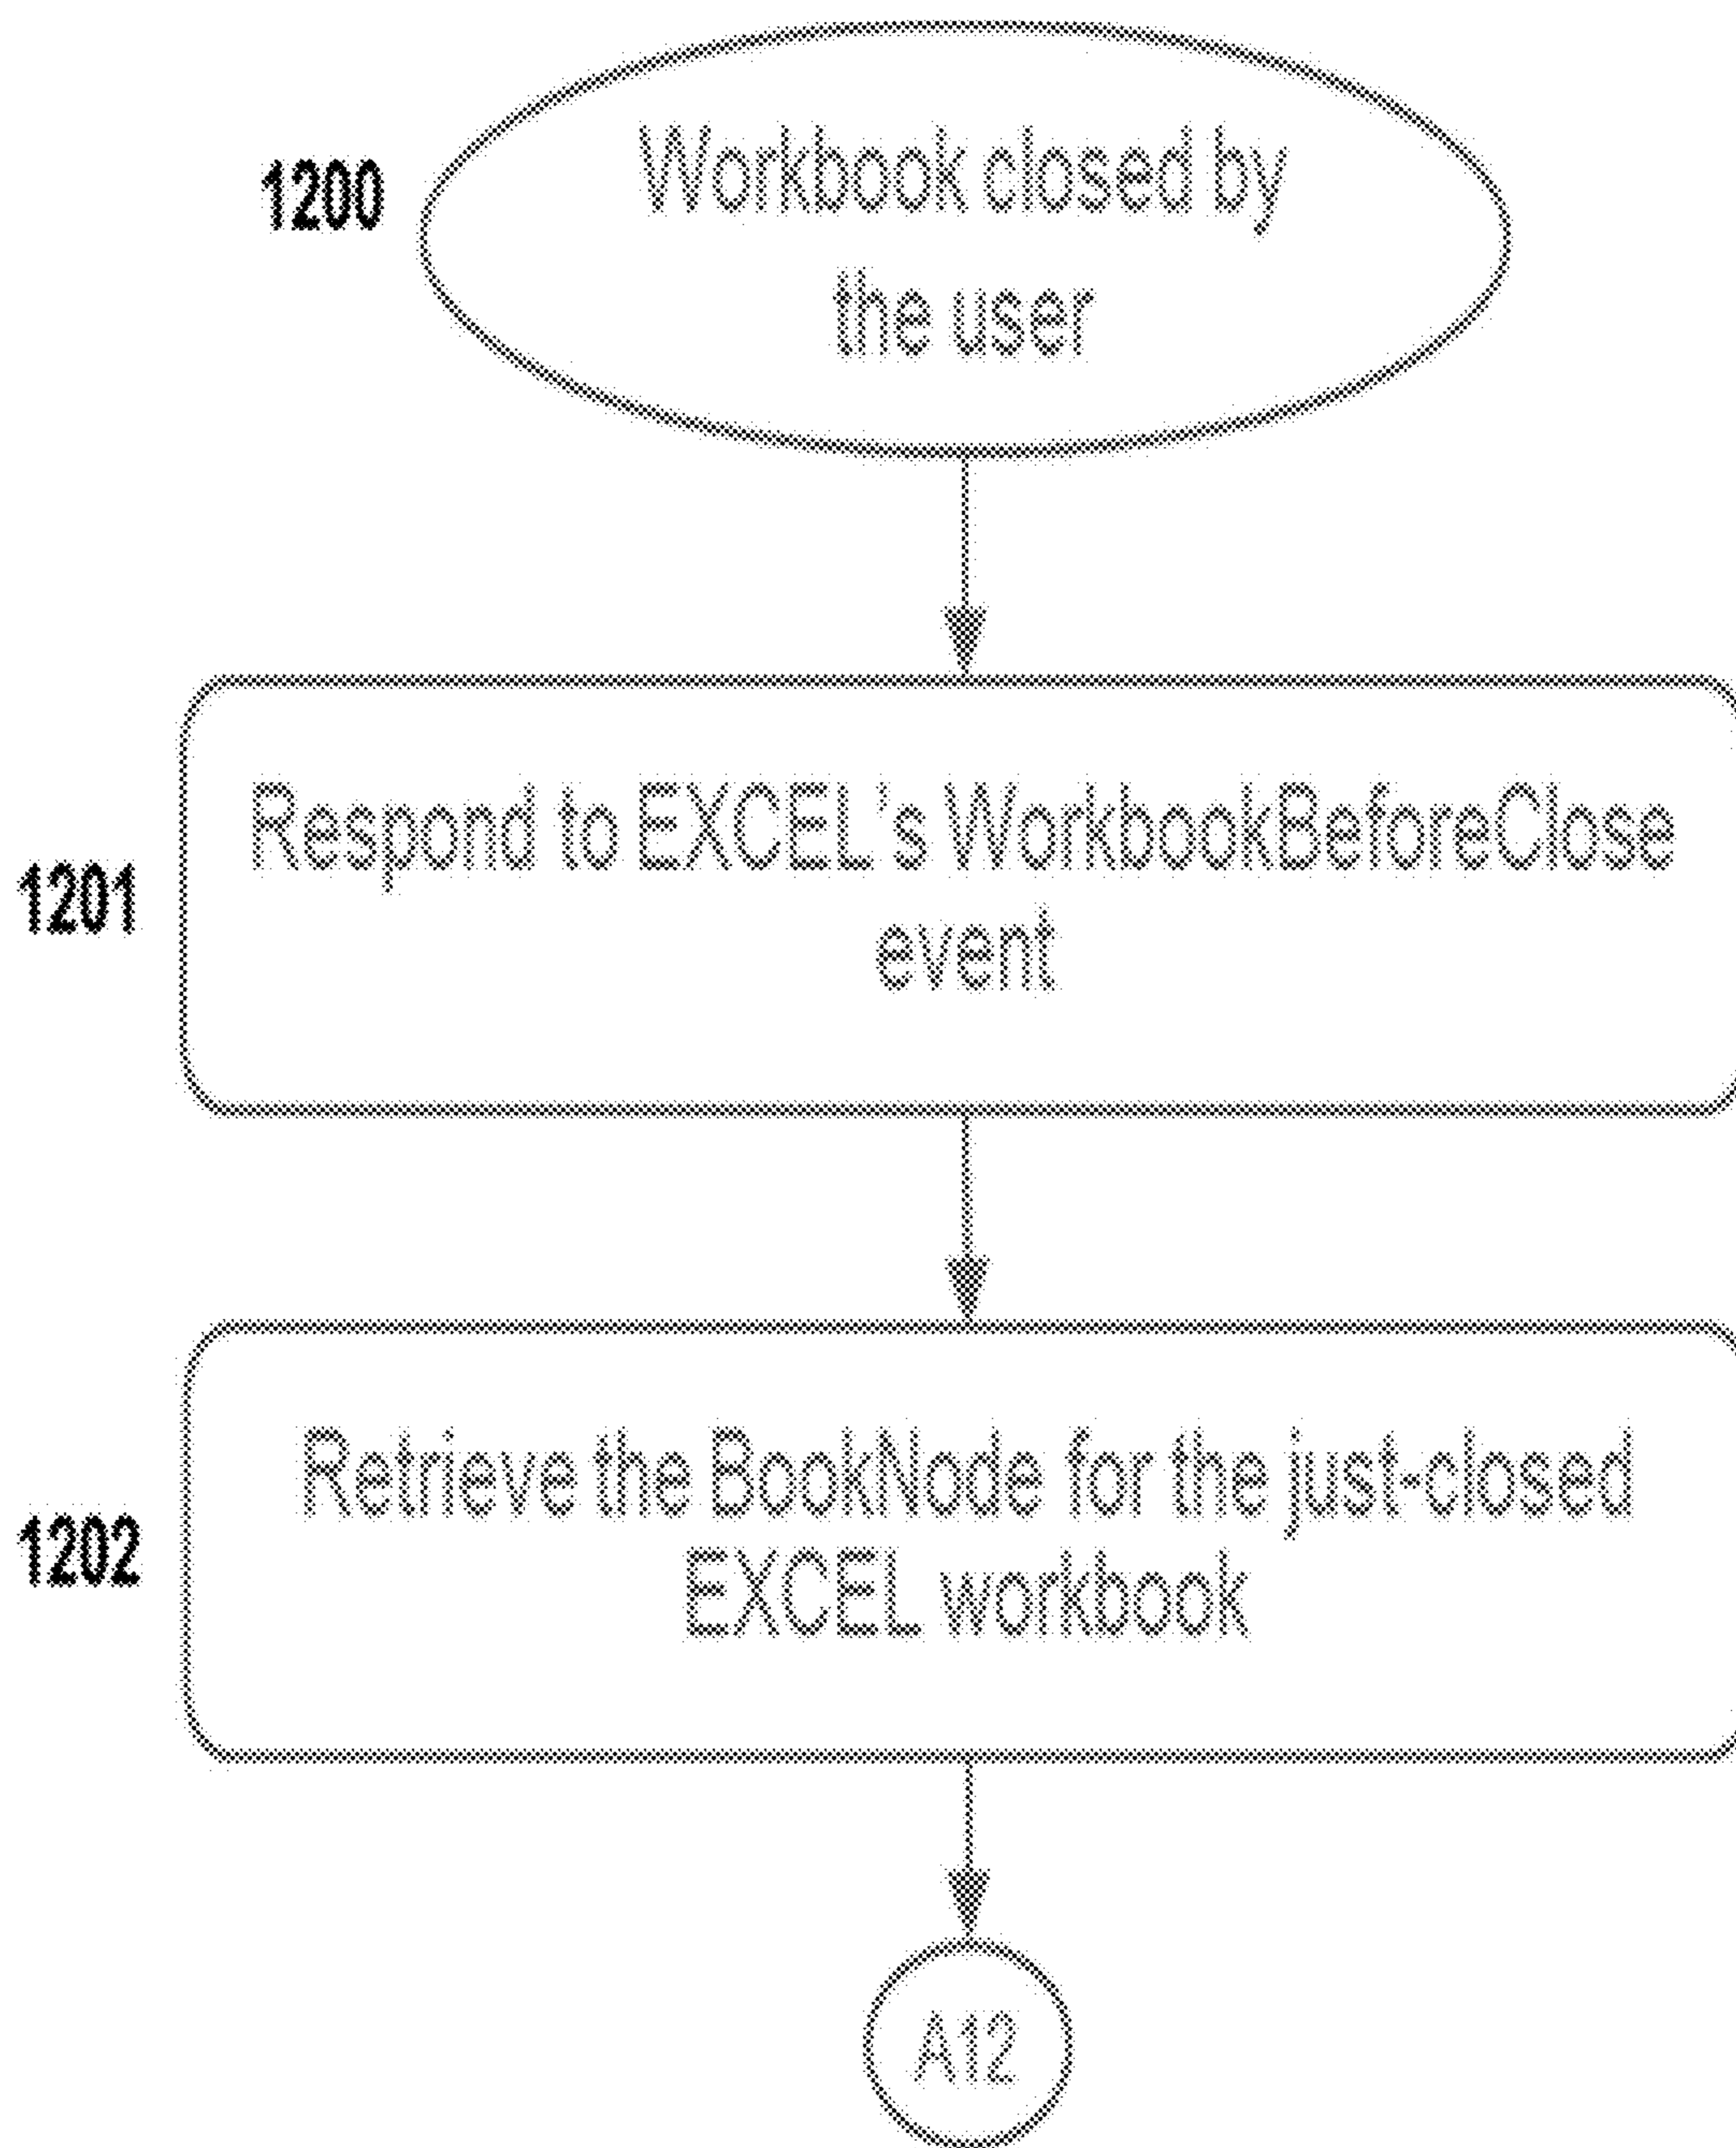 1200
Workbook closed by
the user
Respond to EXCEL's WorkbookBeforeClose
event
1201
Retrieve the BookNode for the just-closed
EXCEL workbook
1202
A12